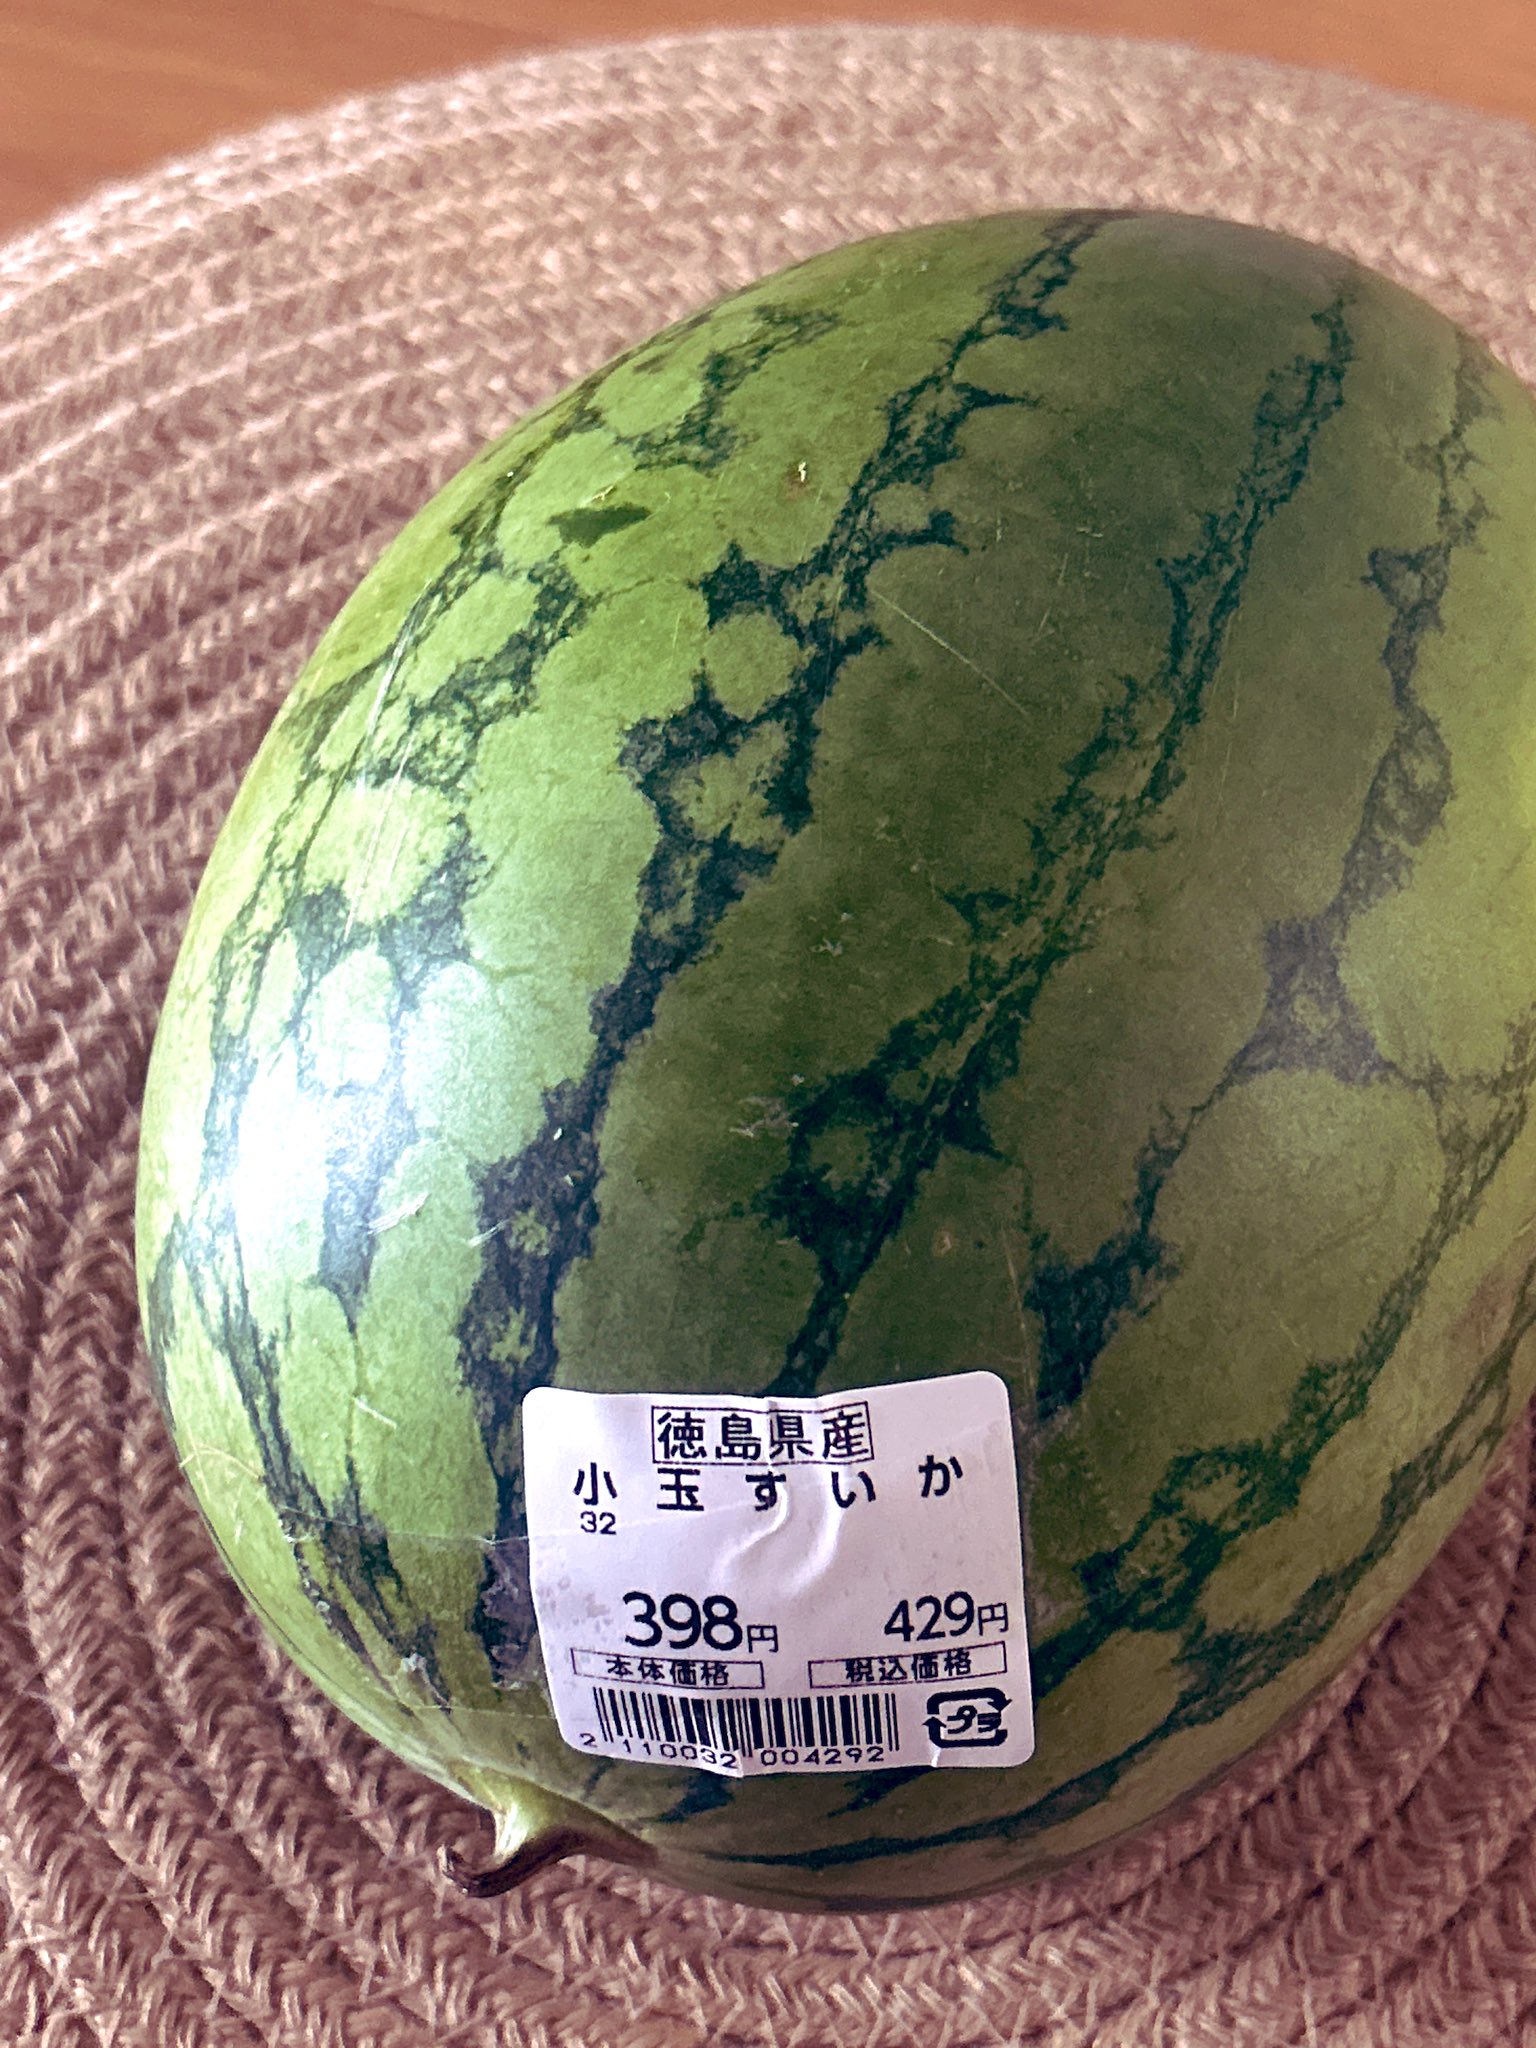 徳島県産
小玉すいか
32
398円 429円
本体価格 税込価格
2 110032 004292
プラ